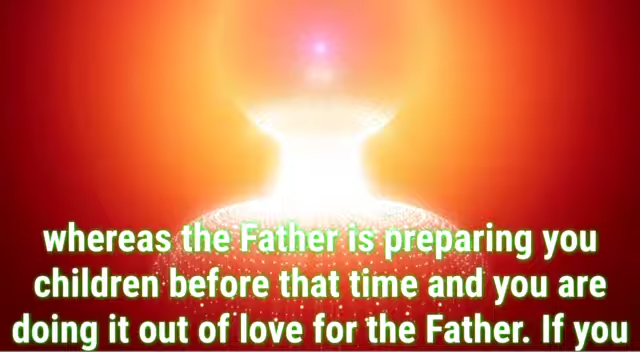 whereas the Father is preparing you
children before that time and you are
doing it out of love for the Father. If you